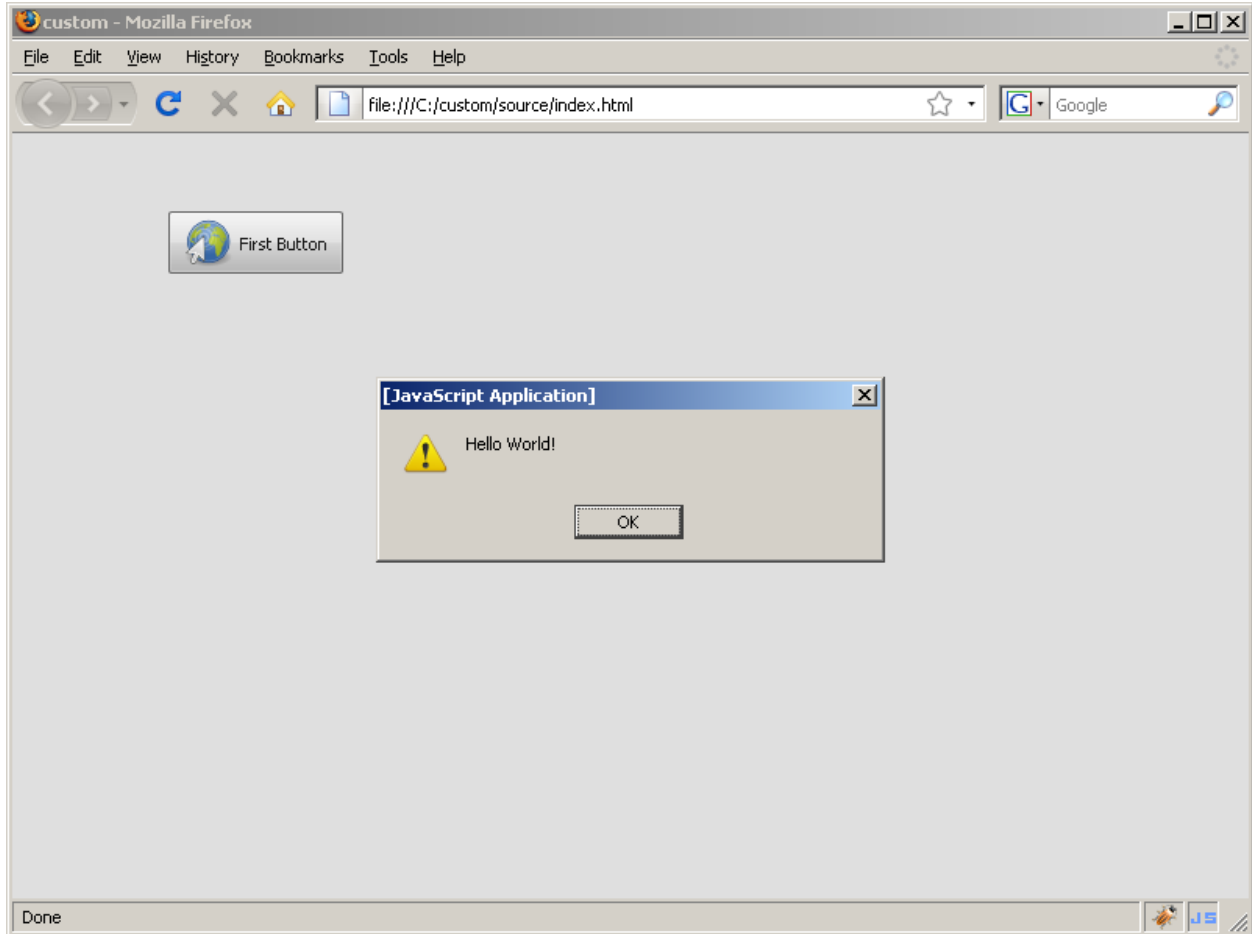 custom - Mozilla Firefox
File Edit View History Bookmarks Tools Help
file:///C:/custom/source/index.html
G Google
First Button
[JavaScript Application]
Hello World!
OK
Done
JS